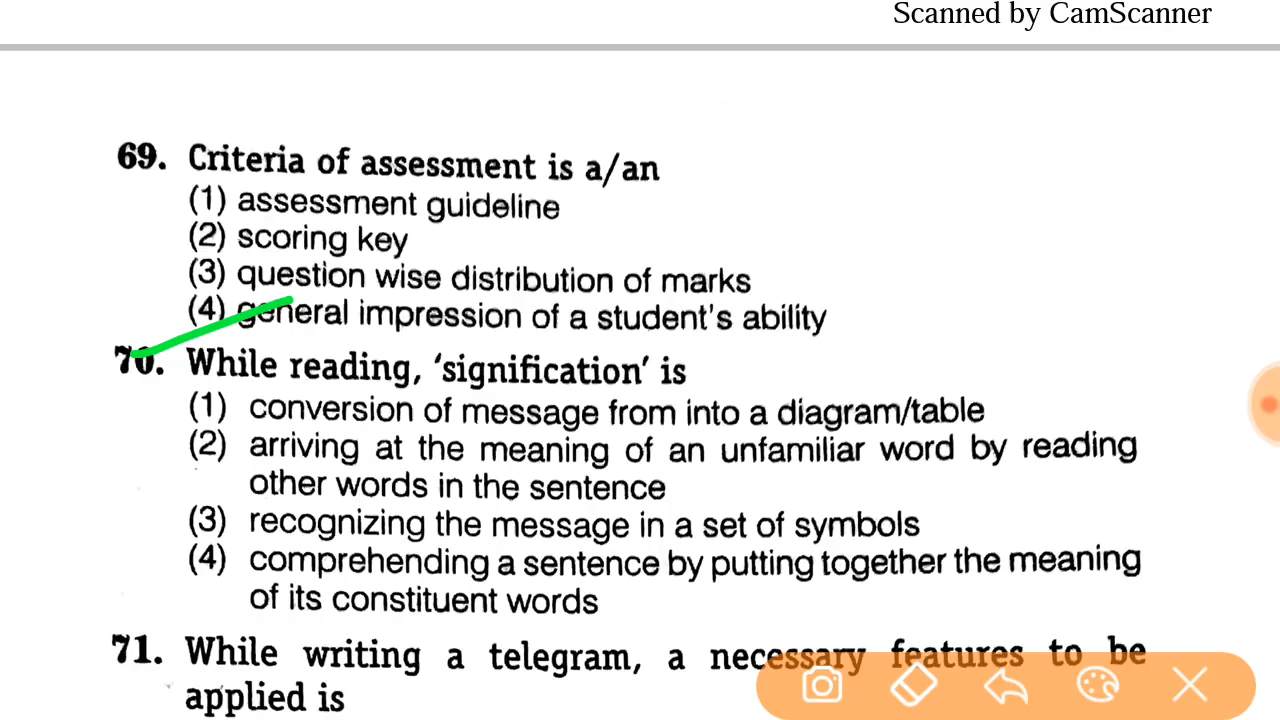 Scanned by CamScanner
69. Criteria of assessment is a/an
(1) assessment guideline
(2) scoring key
(3) question wise distribution of marks
(4) general impression of a student's ability
70. While reading, ‘signification’ is
(1) conversion of message from into a diagram/table
(2) arriving at the meaning of an unfamiliar word by reading
other words in the sentence
(3) recognizing the message in a set of symbols
(4) comprehending a sentence by putting together the meaning
of its constituent words
71. While writing a telegram, a necessary features to be
applied is